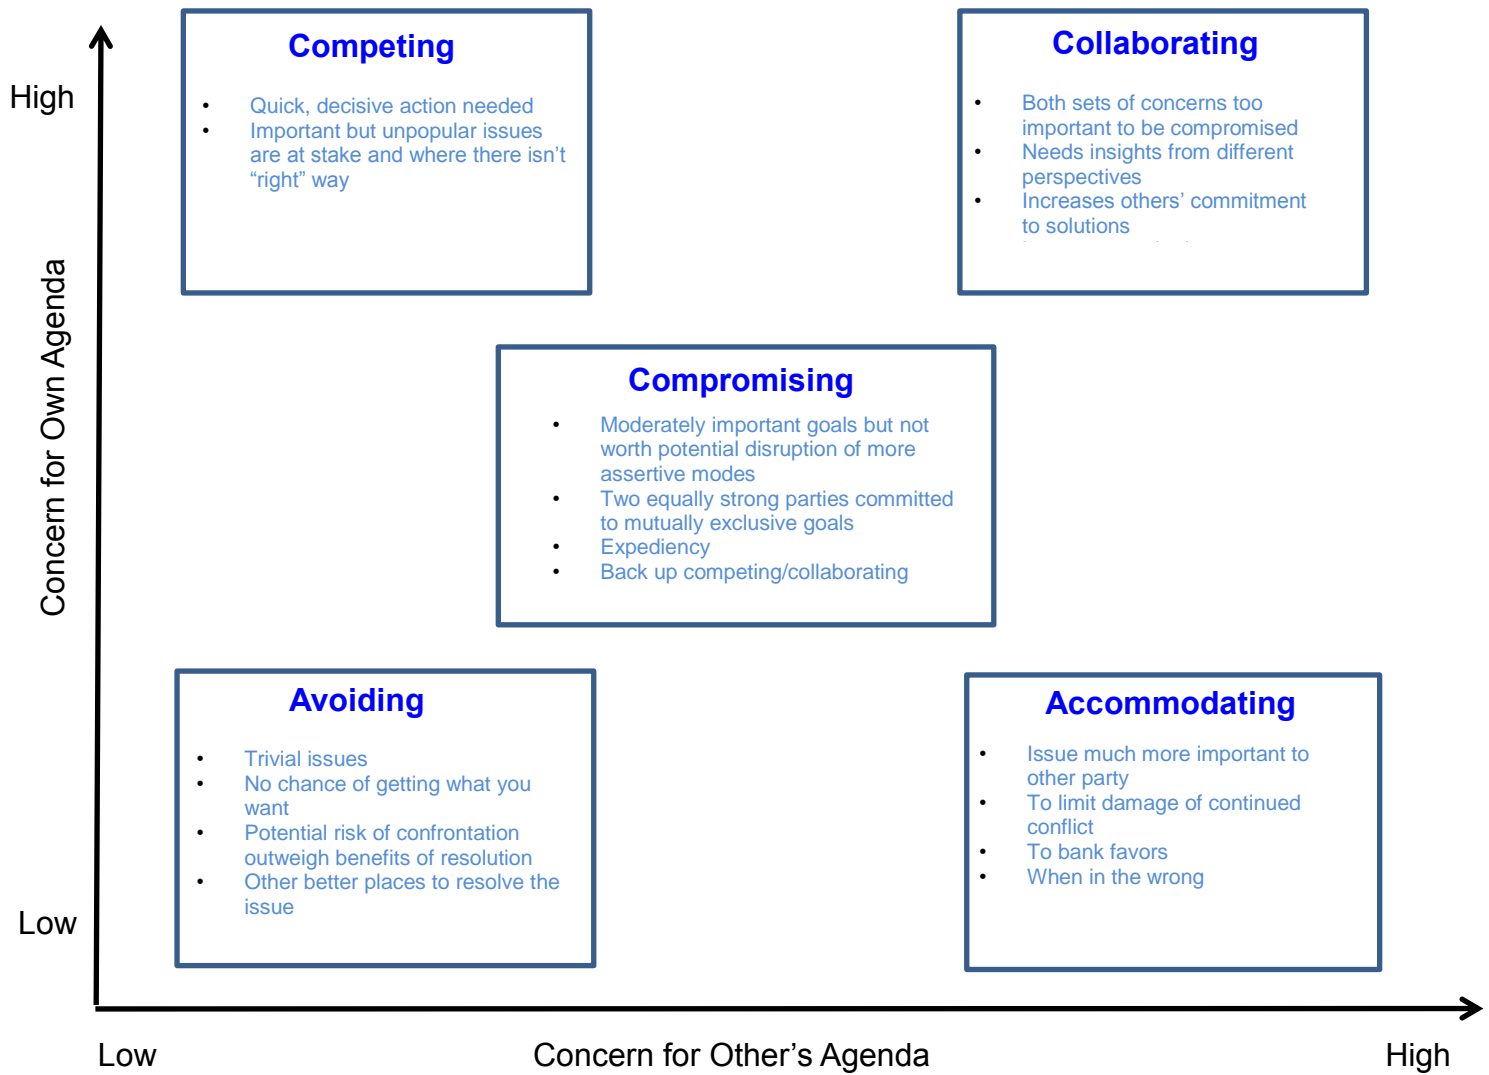 Competing
• Quick, decisive action needed
• Important but unpopular issues
are at stake and where there isn’t
“right” way
Collaborating
• Both sets of concerns too
important to be compromised
• Needs insights from different
perspectives
• Increases others’ commitment
to solutions
High
Concern for Own Agenda
Compromising
• Moderately important goals but not
worth potential disruption of more
assertive modes
• Two equally strong parties committed
to mutually exclusive goals
• Expediency
• Back up competing/collaborating
Avoiding
• Trivial issues
• No chance of getting what you
want
• Potential risk of confrontation
outweigh benefits of resolution
• Other better places to resolve the
issue
Accommodating
• Issue much more important to
other party
• To limit damage of continued
conflict
• To bank favors
• When in the wrong
Low
Low
Concern for Other’s Agenda
High